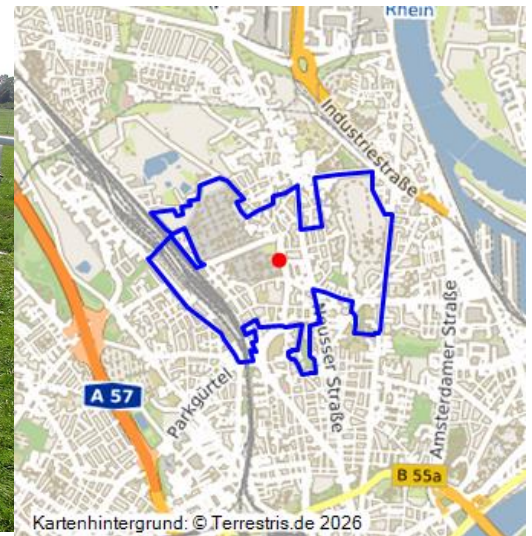 Rhein
Industriestraße
Amsterdamer Straße
usser Straße
Parkgürtel
A 57
B 55a
Kartenhintergrund: © Terrestris.de 2026